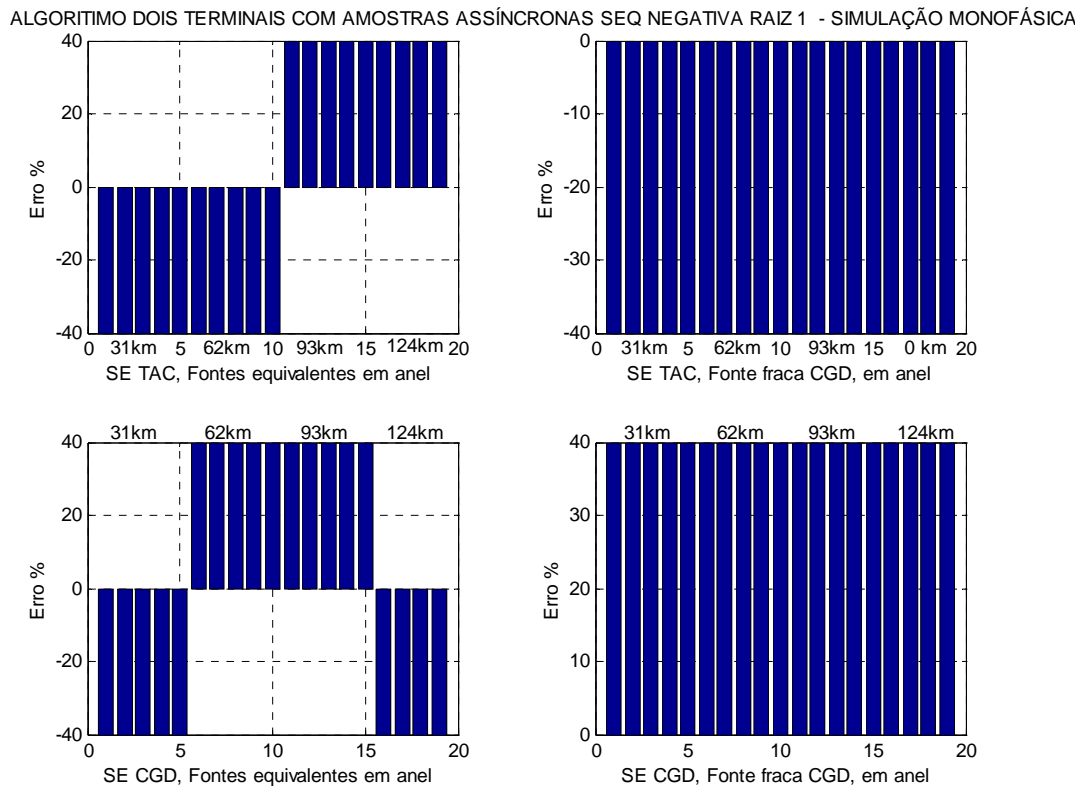 ALGORITIMO DOIS TERMINAIS COM AMOSTRAS ASSÍNCRONAS SEQ NEGATIVA RAIZ 1 - SIMULAÇÃO MONOFÁSICA
40
20
0
-20
-40
Erro %
0 5 10 15 20
31km 62km 93km 124km
SE TAC, Fontes equivalentes em anel
0
-10
-20
-30
-40
Erro %
0 5 10 15 20
31km 62km 93km 0 km
SE TAC, Fonte fraca CGD, em anel
31km 62km 93km 124km
40
20
0
-20
-40
Erro %
0 5 10 15 20
SE CGD, Fontes equivalentes em anel
31km 62km 93km 124km
40
30
20
10
0
Erro %
0 5 10 15 20
SE CGD, Fonte fraca CGD, em anel